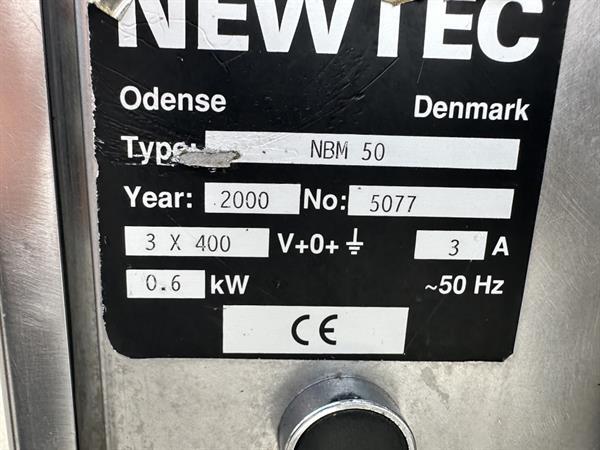 NEWTEC
Odense Denmark
Type: NBM 50
Year: 2000 No: 5077
3 X 400 V+0+⏚ 3 A
0.6 kW ~50 Hz
CE